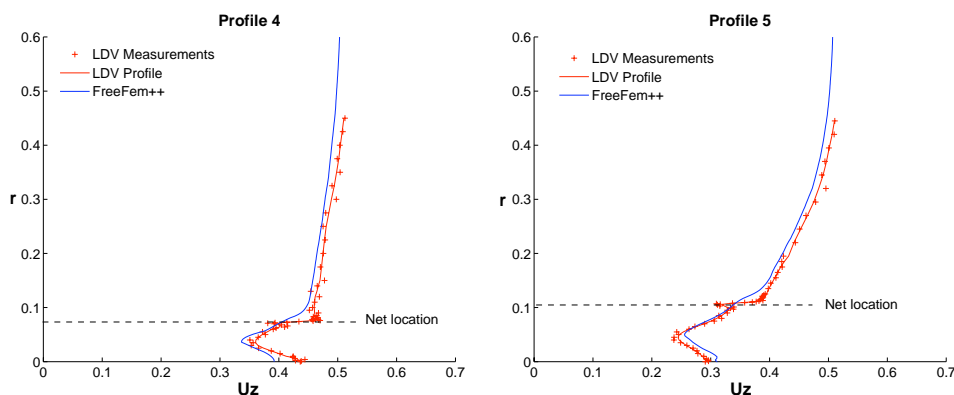 Profile 4
0.6
0.5
0.4
0.3
0.2
0.1
0
r
LDV Measurements
LDV Profile
FreeFem++
Net location
0 0.1 0.2 0.3 0.4 0.5 0.6 0.7
Uz
Profile 5
0.6
0.5
0.4
0.3
0.2
0.1
0
r
LDV Measurements
LDV Profile
FreeFem++
Net location
0 0.1 0.2 0.3 0.4 0.5 0.6 0.7
Uz